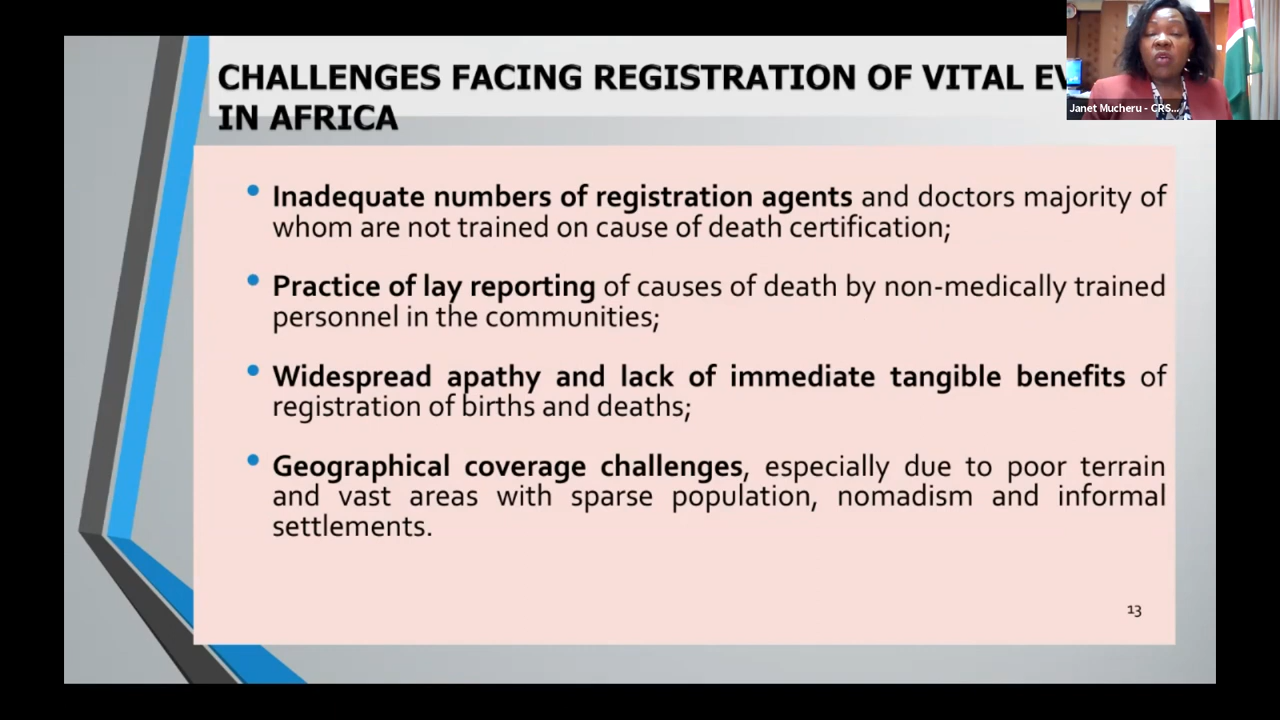 CHALLENGES FACING REGISTRATION OF VITAL
IN AFRICA
Janet Mucheru - CRS...
• Inadequate numbers of registration agents and doctors majority of
whom are not trained on cause of death certification;
• Practice of lay reporting of causes of death by non-medically trained
personnel in the communities;
• Widespread apathy and lack of immediate tangible benefits of
registration of births and deaths;
• Geographical coverage challenges, especially due to poor terrain
and vast areas with sparse population, nomadism and informal
settlements.
13